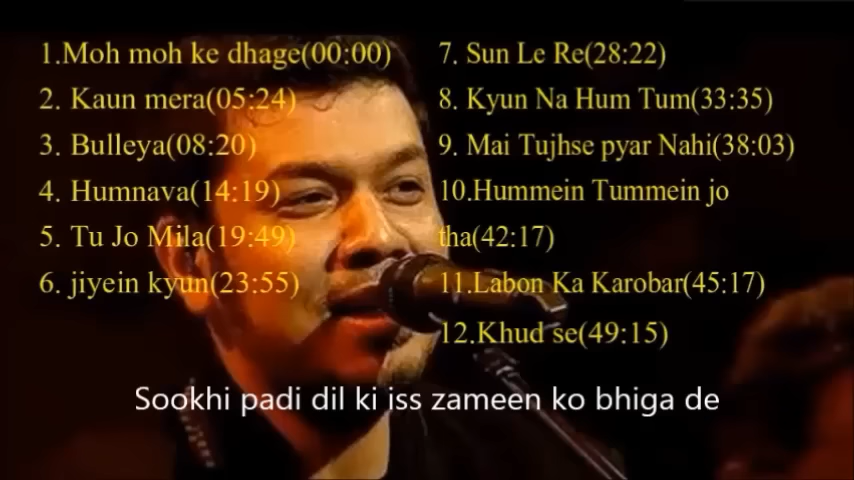 1.Moh moh ke dhage(00:00)
2. Kaun mera(05:24)
3. Bulleya(08:20)
4. Humnava(14:19)
5. Tu Jo Mila(19:49)
6. jiyein kyun(23:55)
7. Sun Le Re(28:22)
8. Kyun Na Hum Tum(33:35)
9. Mai Tujhse pyar Nahi(38:03)
10.Hummein Tummein jo
tha(42:17)
11.Labon Ka Karobar(45:17)
12.Khud se(49:15)
Sookhi padi dil ki iss zameen ko bhiga de